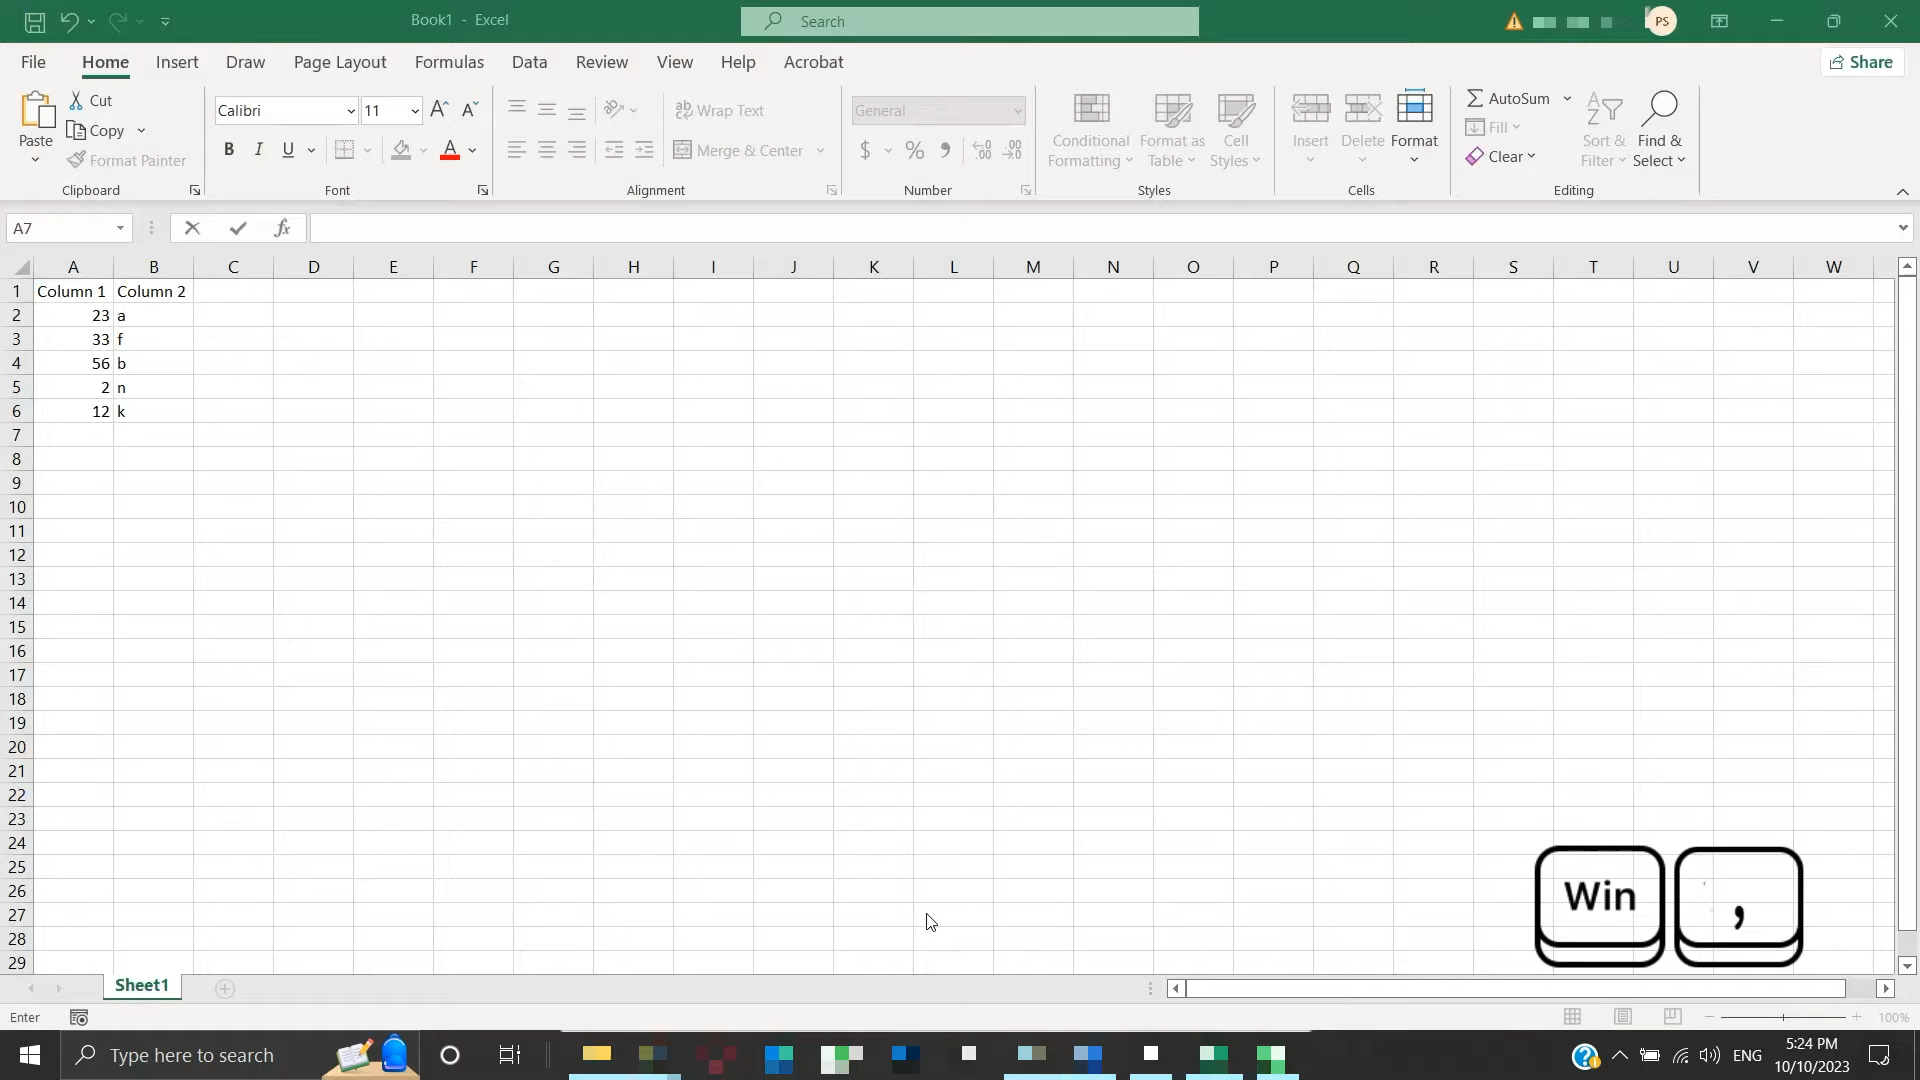 Book1 - Excel
Search
PS
File Home Insert Draw Page Layout Formulas Data Review View Help Acrobat
Share
Paste
Cut
Copy
Format Painter
Clipboard
Calibri 11
B I U
Font
Wrap Text
Merge & Center
Alignment
General
$ % ,
Number
Conditional Formatting
Format as Table
Cell Styles
Styles
Insert
Delete
Format
Cells
AutoSum
Fill
Clear
Sort & Filter
Find & Select
Editing
A7
fx
A B C D E F G H I J K L M N O P Q R S T U V W
1 Column 1 Column 2
2 23 a
3 33 f
4 56 b
5 2 n
6 12 k
7
8
9
10
11
12
13
14
15
16
17
18
19
20
21
22
23
24
25
26
27
28
29
Win ,
Sheet1
Enter
100%
Type here to search
ENG
5:24 PM
10/10/2023